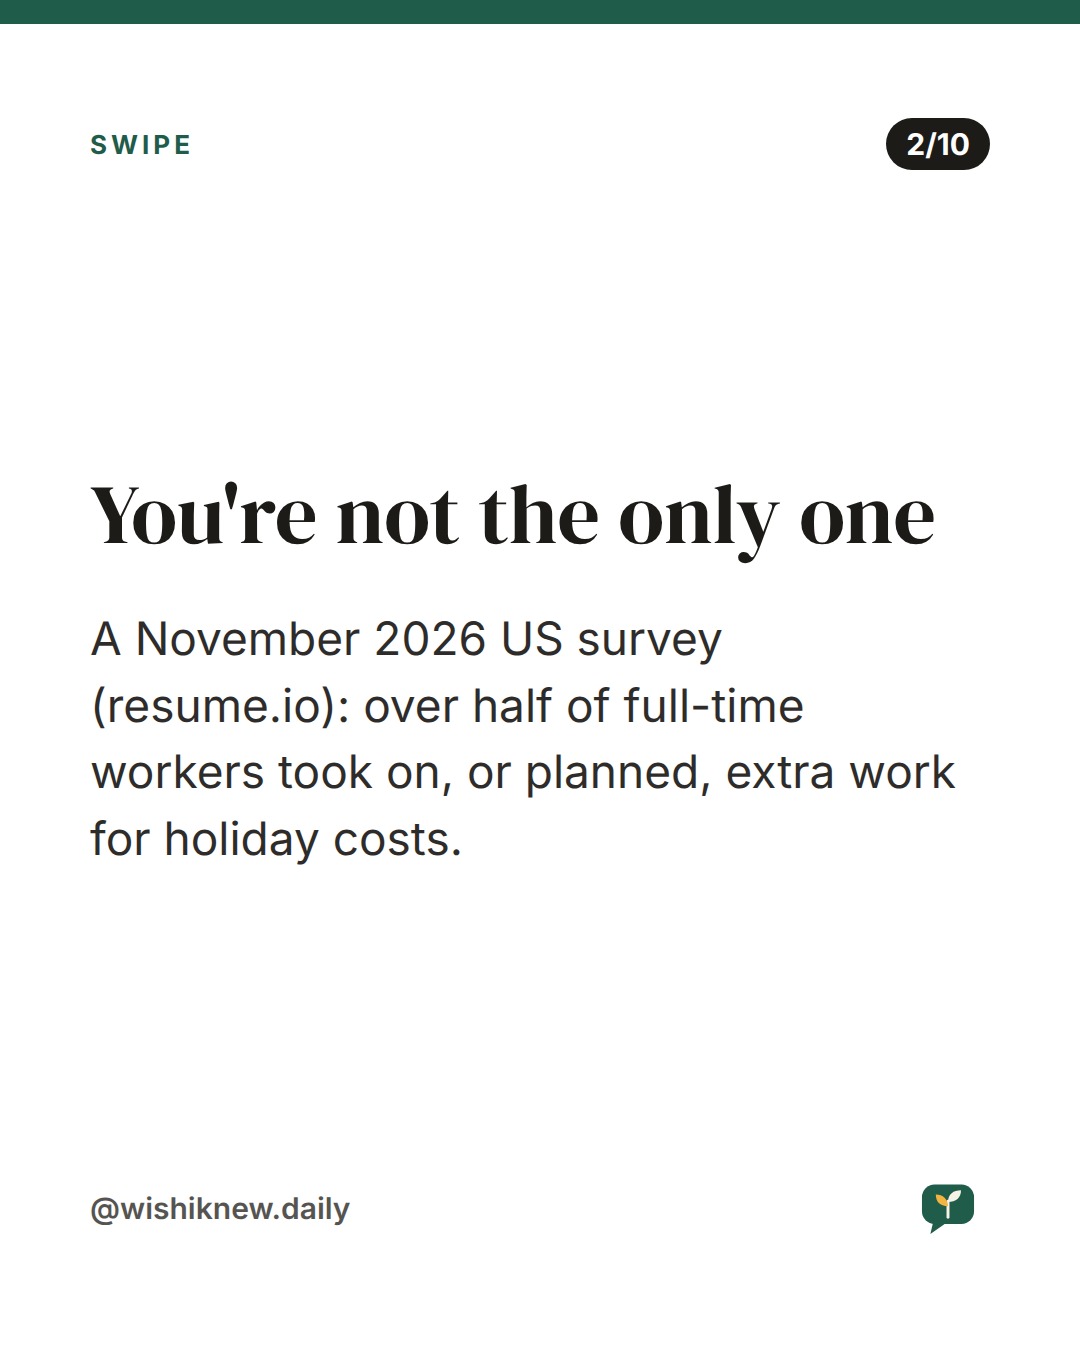 SWIPE
2/10
You're not the only one
A November 2026 US survey
(resume.io): over half of full-time
workers took on, or planned, extra work
for holiday costs.
@wishiknew.daily